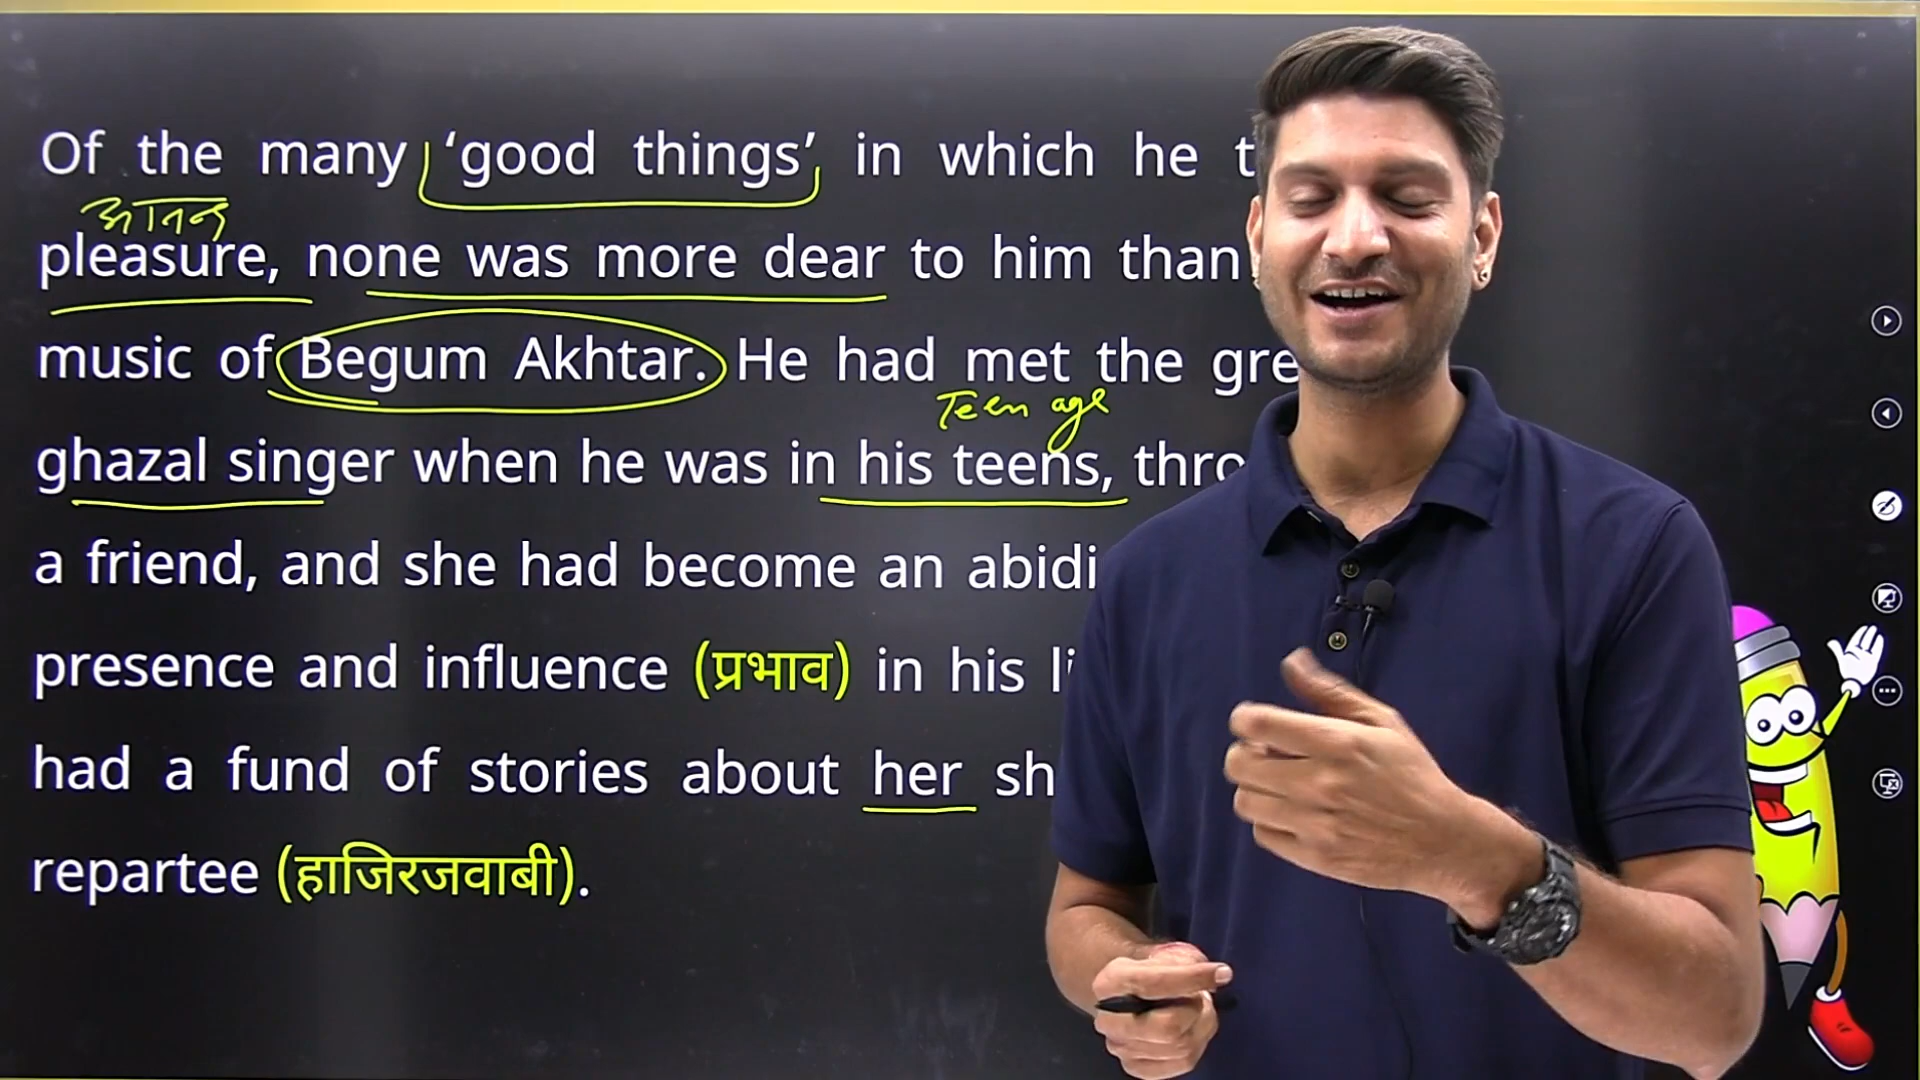 Of the many ‘good things’ in which he t
आनन्द
pleasure, none was more dear to him than
music of Begum Akhtar. He had met the gre
Teen age
ghazal singer when he was in his teens, thro
a friend, and she had become an abidi
presence and influence (प्रभाव) in his li
had a fund of stories about her sh
repartee (हाजिरजवाबी).